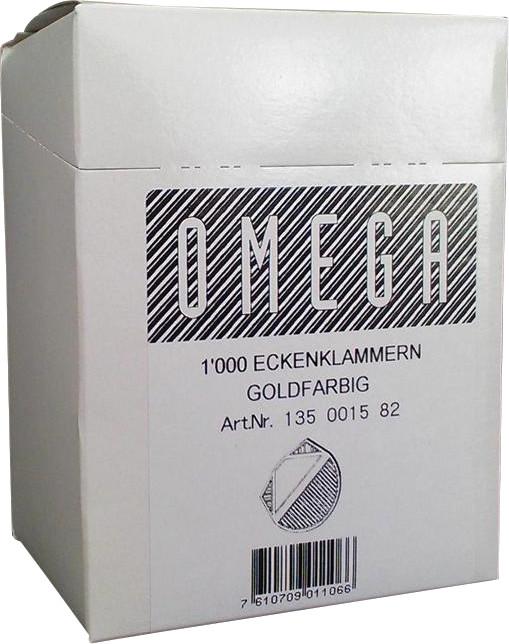 OMEGA
1'000 ECKENKLAMMERN
GOLDFARBIG
Art.Nr. 135 0015 82
7 610709 011066